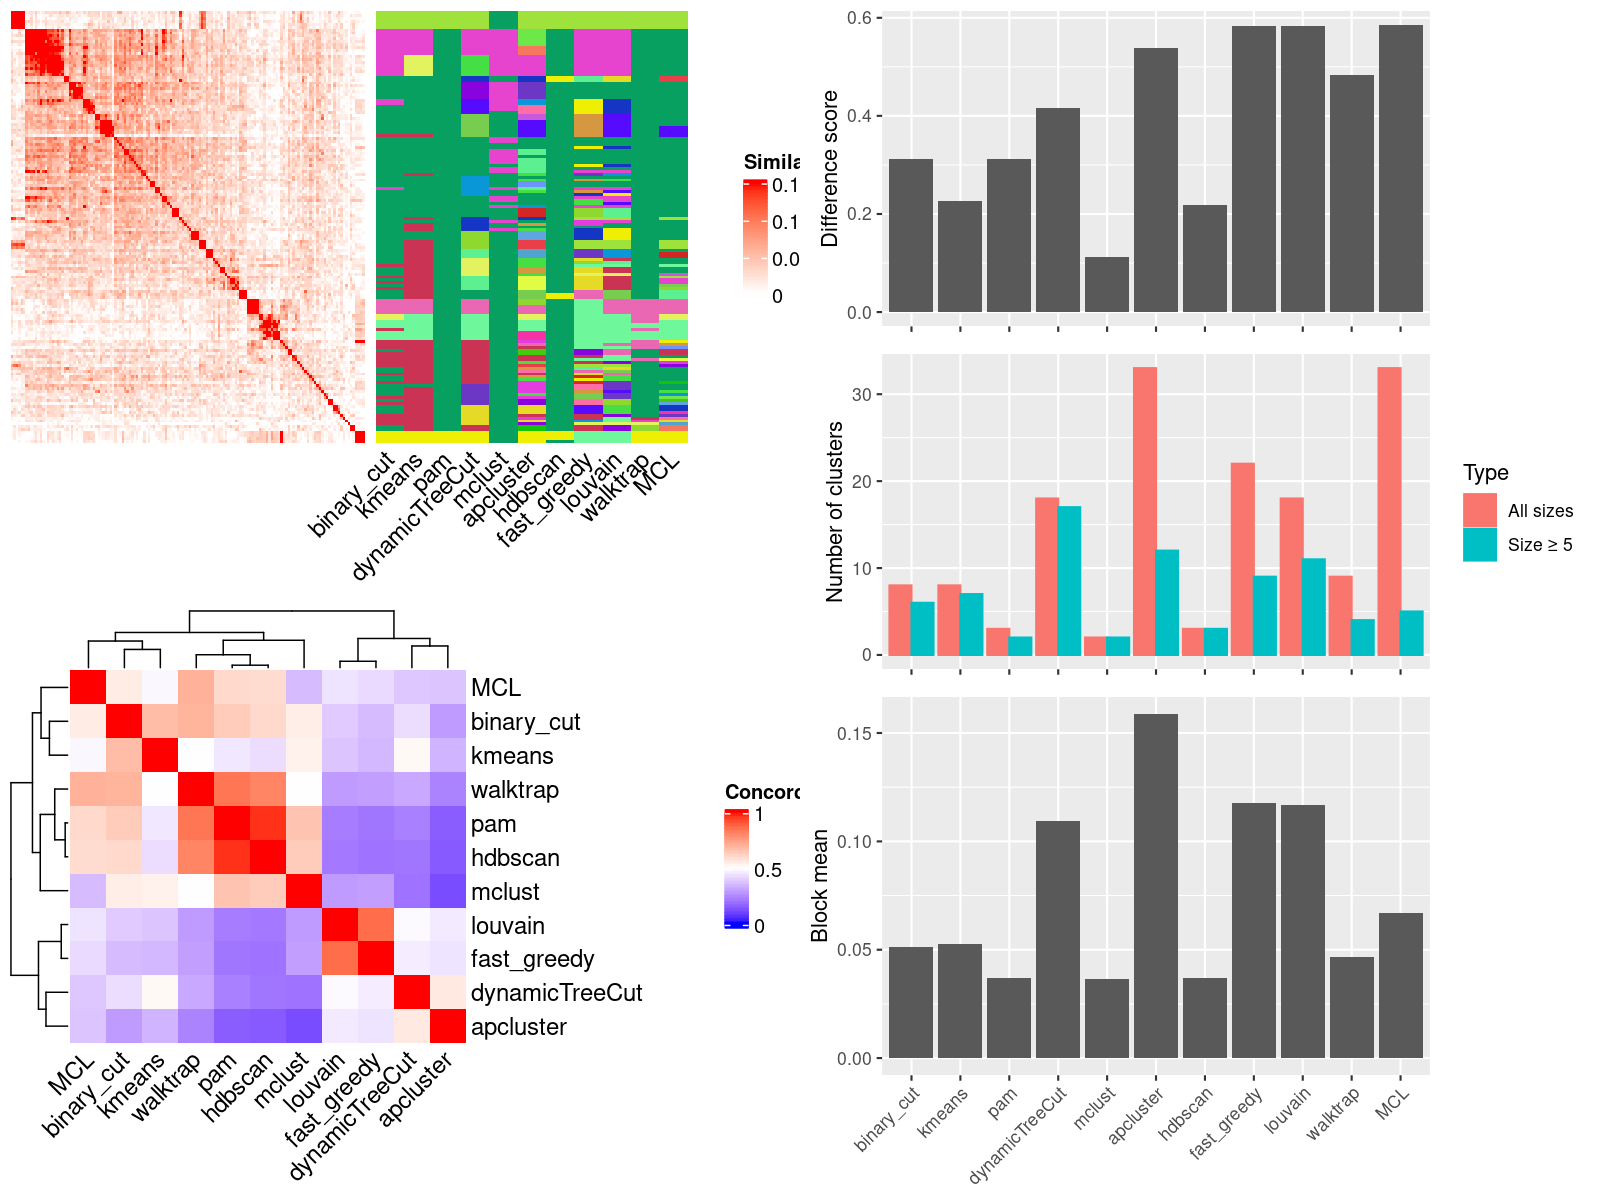 Simila
0.1
0.1
0.0
0
binary_cut
kmeans
pam
dynamicTreeCut
mclust
apcluster
hdbscan
fast_greedy
louvain
walktrap
MCL
MCL
binary_cut
kmeans
walktrap
pam
hdbscan
mclust
louvain
fast_greedy
dynamicTreeCut
apcluster
MCL
binary_cut
kmeans
walktrap
pam
hdbscan
mclust
louvain
fast_greedy
dynamicTreeCut
apcluster
Concord
1
0.5
0
Difference score
0.6
0.4
0.2
0.0
Number of clusters
30
20
10
0
Type
All sizes
Size ≥ 5
Block mean
0.15
0.10
0.05
0.00
binary_cut
kmeans
pam
dynamicTreeCut
mclust
apcluster
hdbscan
fast_greedy
louvain
walktrap
MCL